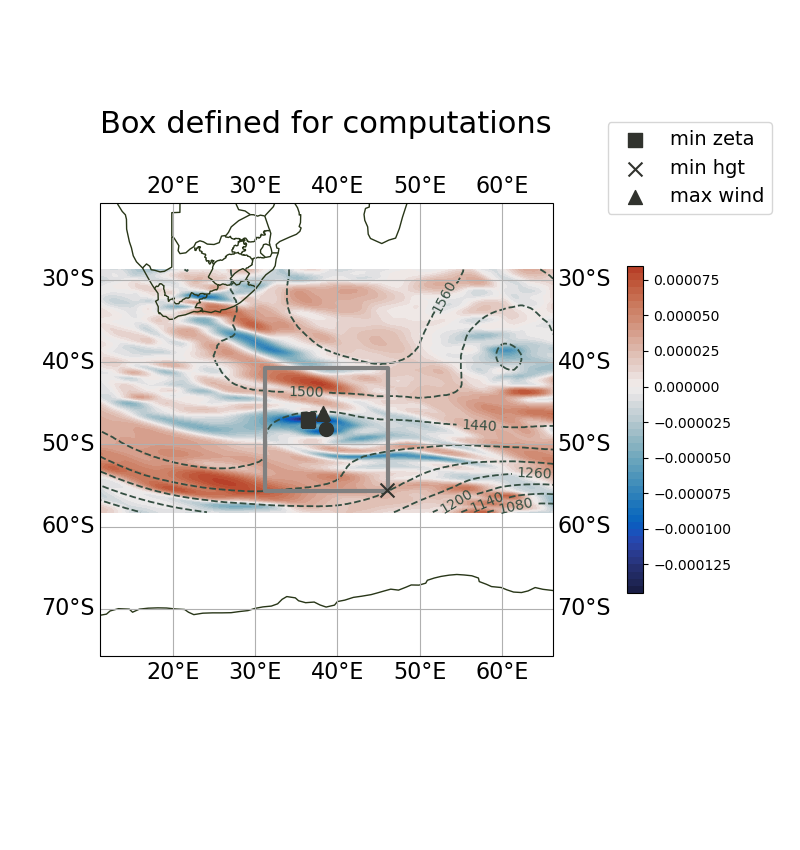 Box defined for computations
min zeta
min hgt
max wind
20°E 30°E 40°E 50°E 60°E
30°S 30°S
40°S 40°S
50°S 50°S
60°S 60°S
70°S 70°S
20°E 30°E 40°E 50°E 60°E
1560
1500
1440
1260
1200
1140
1080
0.000075
0.000050
0.000025
0.000000
−0.000025
−0.000050
−0.000075
−0.000100
−0.000125